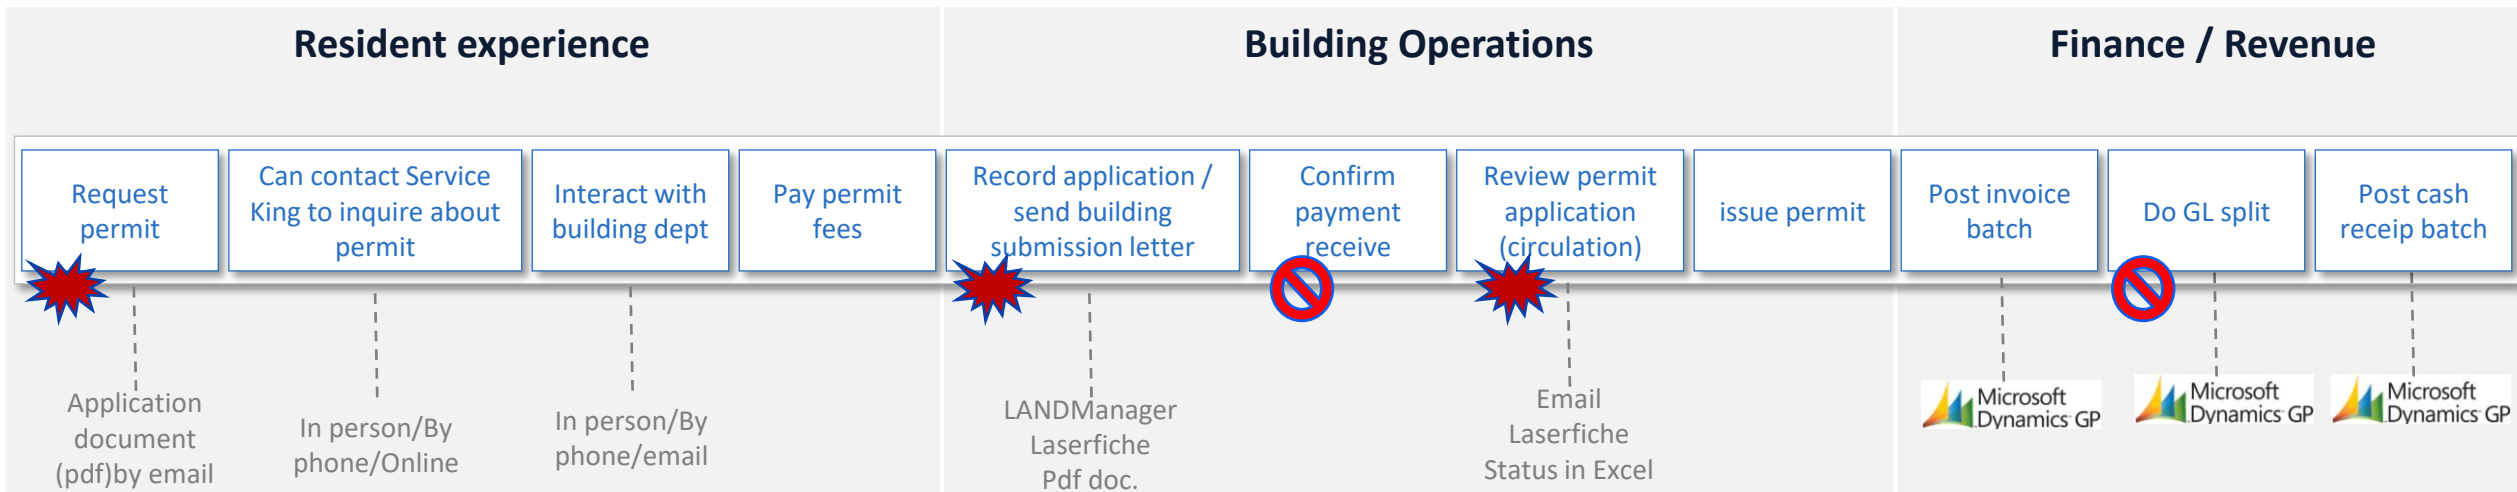 Resident experience
Building Operations
Finance / Revenue
Request
permit
Can contact Service
King to inquire about
permit
Interact with
building dept
Pay permit
fees
Record application /
send building
submission letter
Confirm
payment
receive
Review permit
application
(circulation)
issue permit
Post invoice
batch
Do GL split
Post cash
receip batch
Application
document
(pdf)by email
In person/By
phone/Online
In person/By
phone/email
LANDManager
Laserfiche
Pdf doc.
Email
Laserfiche
Status in Excel
Microsoft
Dynamics GP
Microsoft
Dynamics GP
Microsoft
Dynamics GP